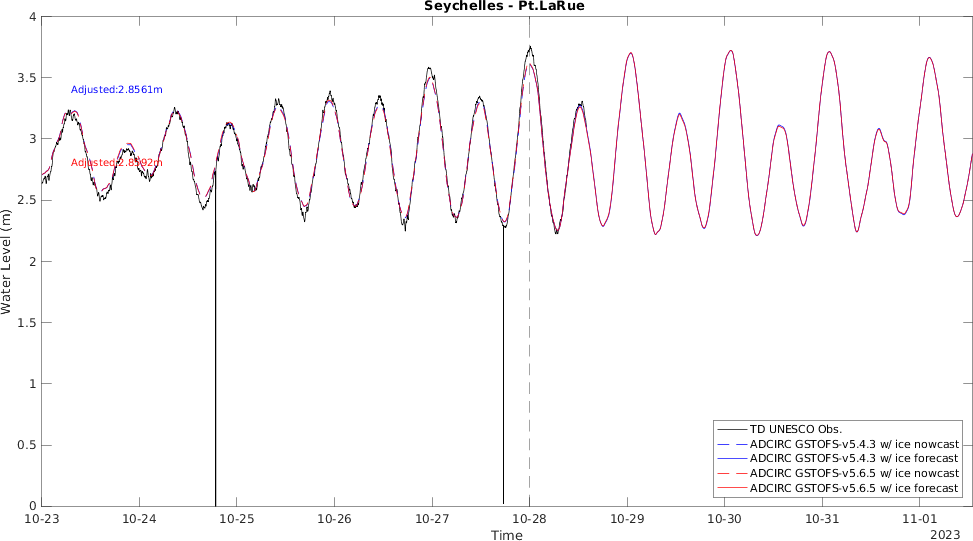 Seychelles - Pt.LaRue
4
3.5
3
2.5
2
1.5
1
0.5
0
Water Level (m)
Adjusted:2.8561m
Adjusted:2.8592m
TD UNESCO Obs.
ADCIRC GSTOFS-v5.4.3 w/ ice nowcast
ADCIRC GSTOFS-v5.4.3 w/ ice forecast
ADCIRC GSTOFS-v5.6.5 w/ ice nowcast
ADCIRC GSTOFS-v5.6.5 w/ ice forecast
10-23 10-24 10-25 10-26 10-27 10-28 10-29 10-30 10-31 11-01
Time
2023